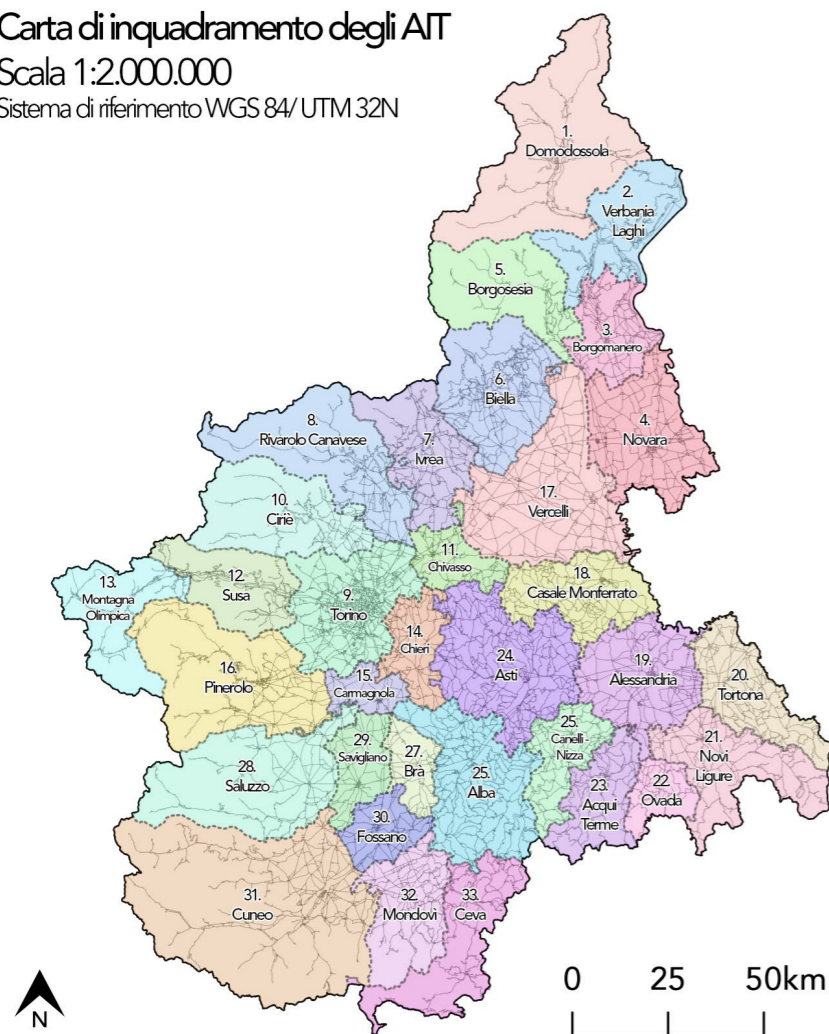 Carta di inquadramento degli AIT
Scala 1:2.000.000
Sistema di riferimento WGS 84/ UTM 32N
1.
Domodossola
2.
Verbania
Laghi
5.
Borgosesia
3.
Borgomanero
6.
Biella
4.
Novara
8.
Rivarolo Canavese
7.
Ivrea
17.
Vercelli
10.
Ciriè
11.
Chivasso
18.
Casale Monferrato
13.
Montagna
Olimpica
12.
Susa
9.
Torino
14.
Chieri
24.
Asti
19.
Alessandria
20.
Tortona
16.
Pinerolo
15.
Carmagnola
29.
Savigliano
27.
Brà
25.
Alba
25.
Canelli -
Nizza
21.
Novi
Ligure
28.
Saluzzo
23.
Acqui
Terme
22.
Ovada
30.
Fossano
31.
Cuneo
32.
Mondovì
33.
Ceva
N
0 25 50km